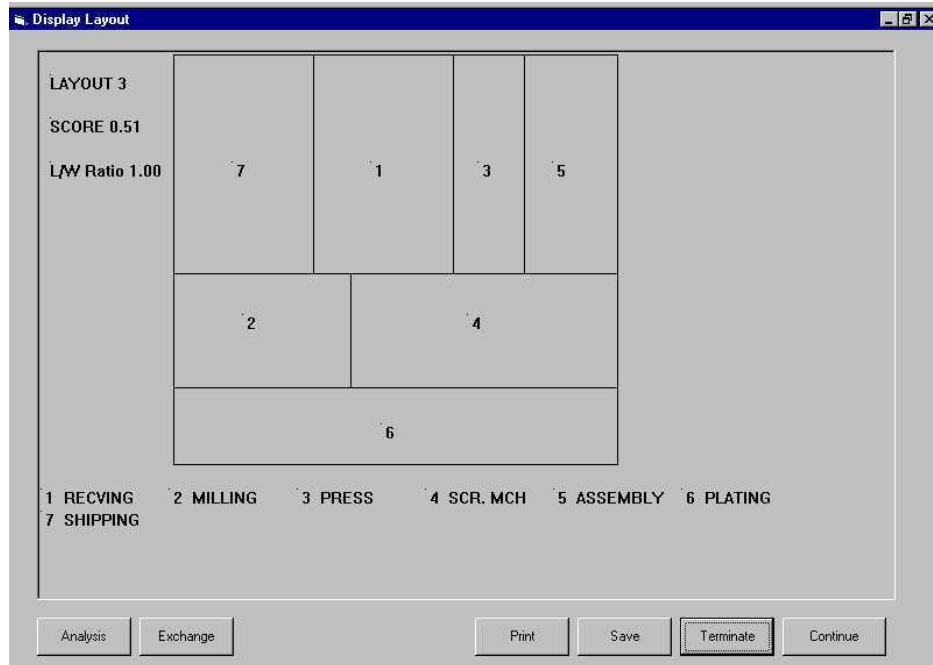 Display Layout
LAYOUT 3
SCORE 0.51
L/W Ratio 1.00
7 1 3 5
2 4
6
1 RECVING 2 MILLING 3 PRESS 4 SCR. MCH 5 ASSEMBLY 6 PLATING
7 SHIPPING
Analysis Exchange Print Save Terminate Continue